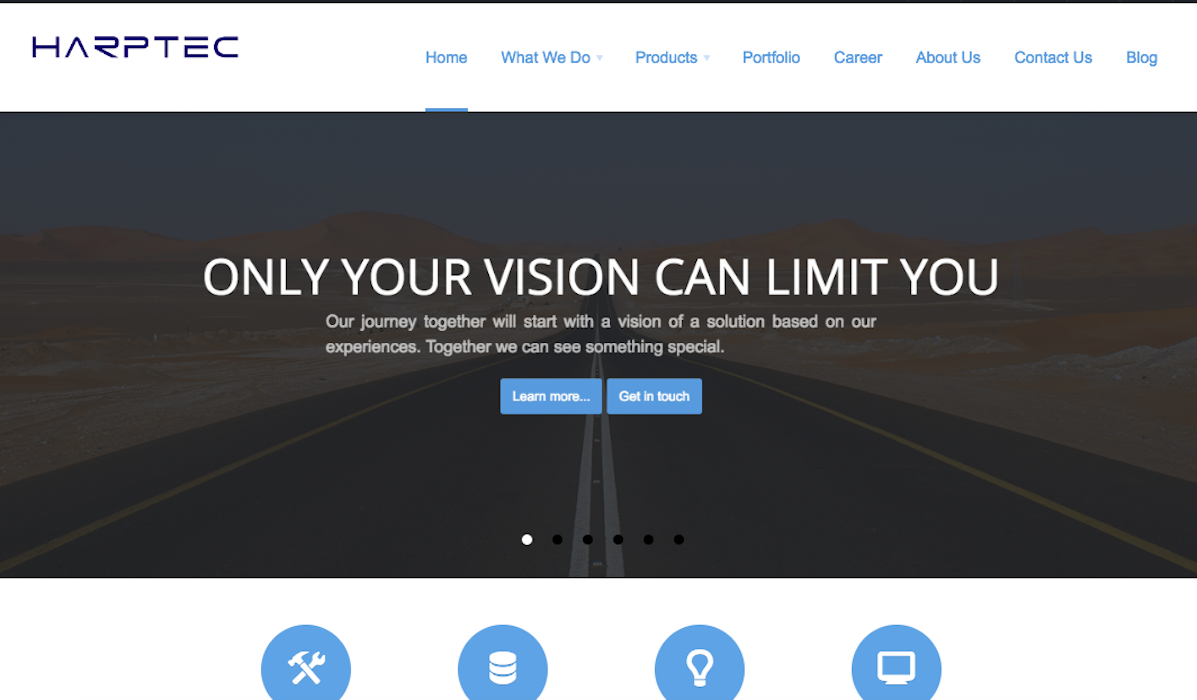 HARPTEC
Home What We Do Products Portfolio Career About Us Contact Us Blog
ONLY YOUR VISION CAN LIMIT YOU
Our journey together will start with a vision of a solution based on our
experiences. Together we can see something special.
Learn more... Get in touch